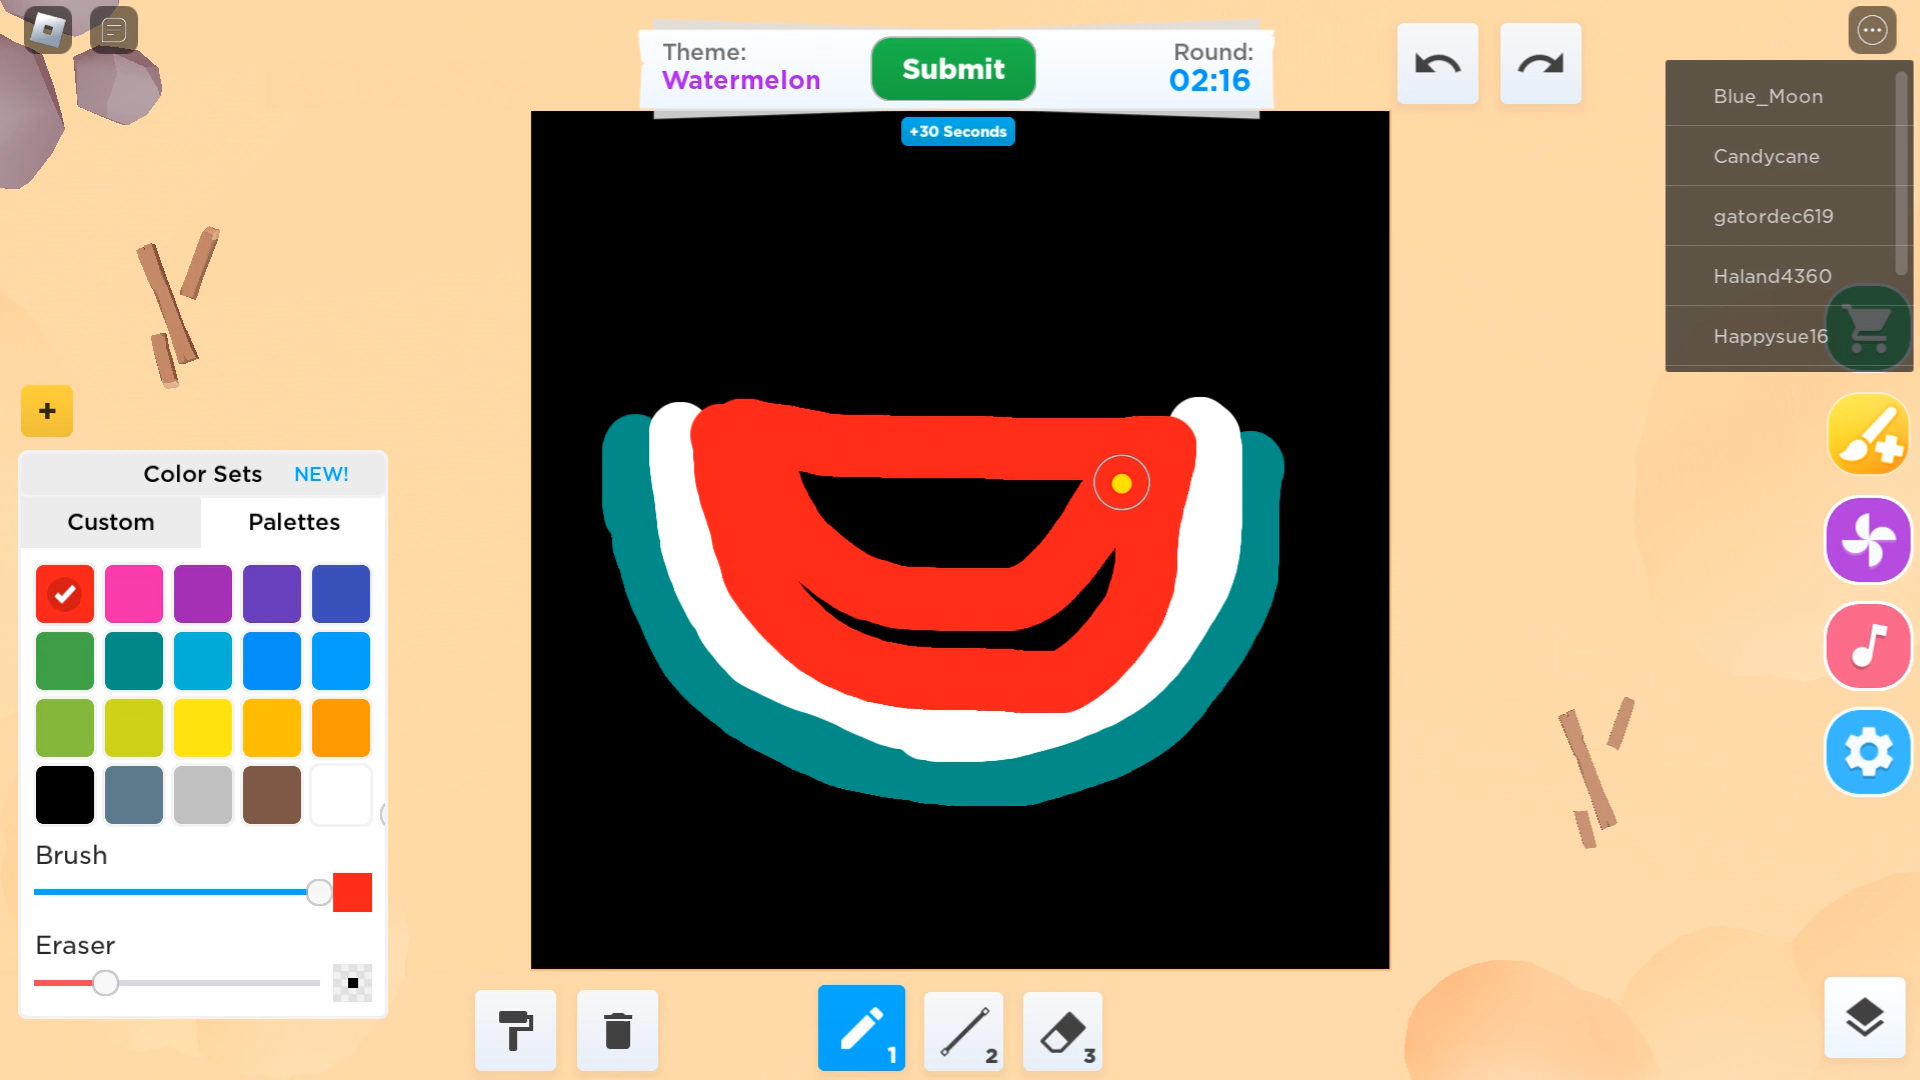 Theme:
Watermelon
Submit
Round:
02:16
+30 Seconds
Blue_Moon
Candycane
gatordec619
Haland4360
Happysue16
+
Color Sets NEW!
Custom Palettes
Brush
Eraser
1
2
3